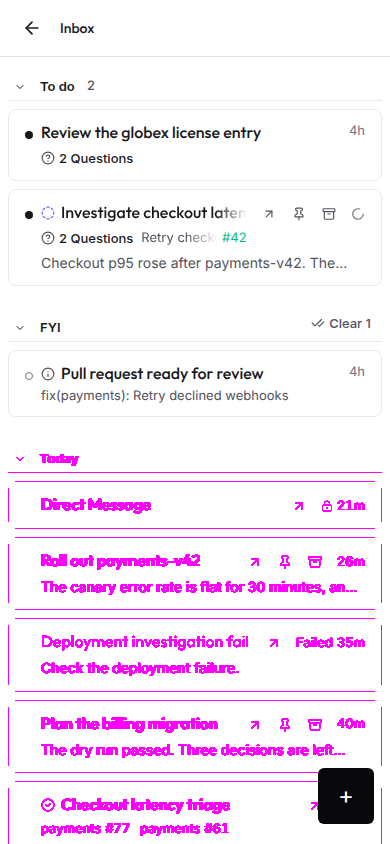 Inbox
To do 2
Review the globex license entry 4h
2 Questions
Investigate checkout laten
2 Questions Retry check #42
Checkout p95 rose after payments-v42. The...
FYI Clear 1
Pull request ready for review 4h
fix(payments): Retry declined webhooks
Today
Direct Message 21m
Roll out payments-v42 26m
The canary error rate is flat for 30 minutes, an...
Deployment investigation fail Failed 35m
Check the deployment failure.
Plan the billing migration 40m
The dry run passed. Three decisions are left...
Checkout latency triage
payments #77 payments #61
+